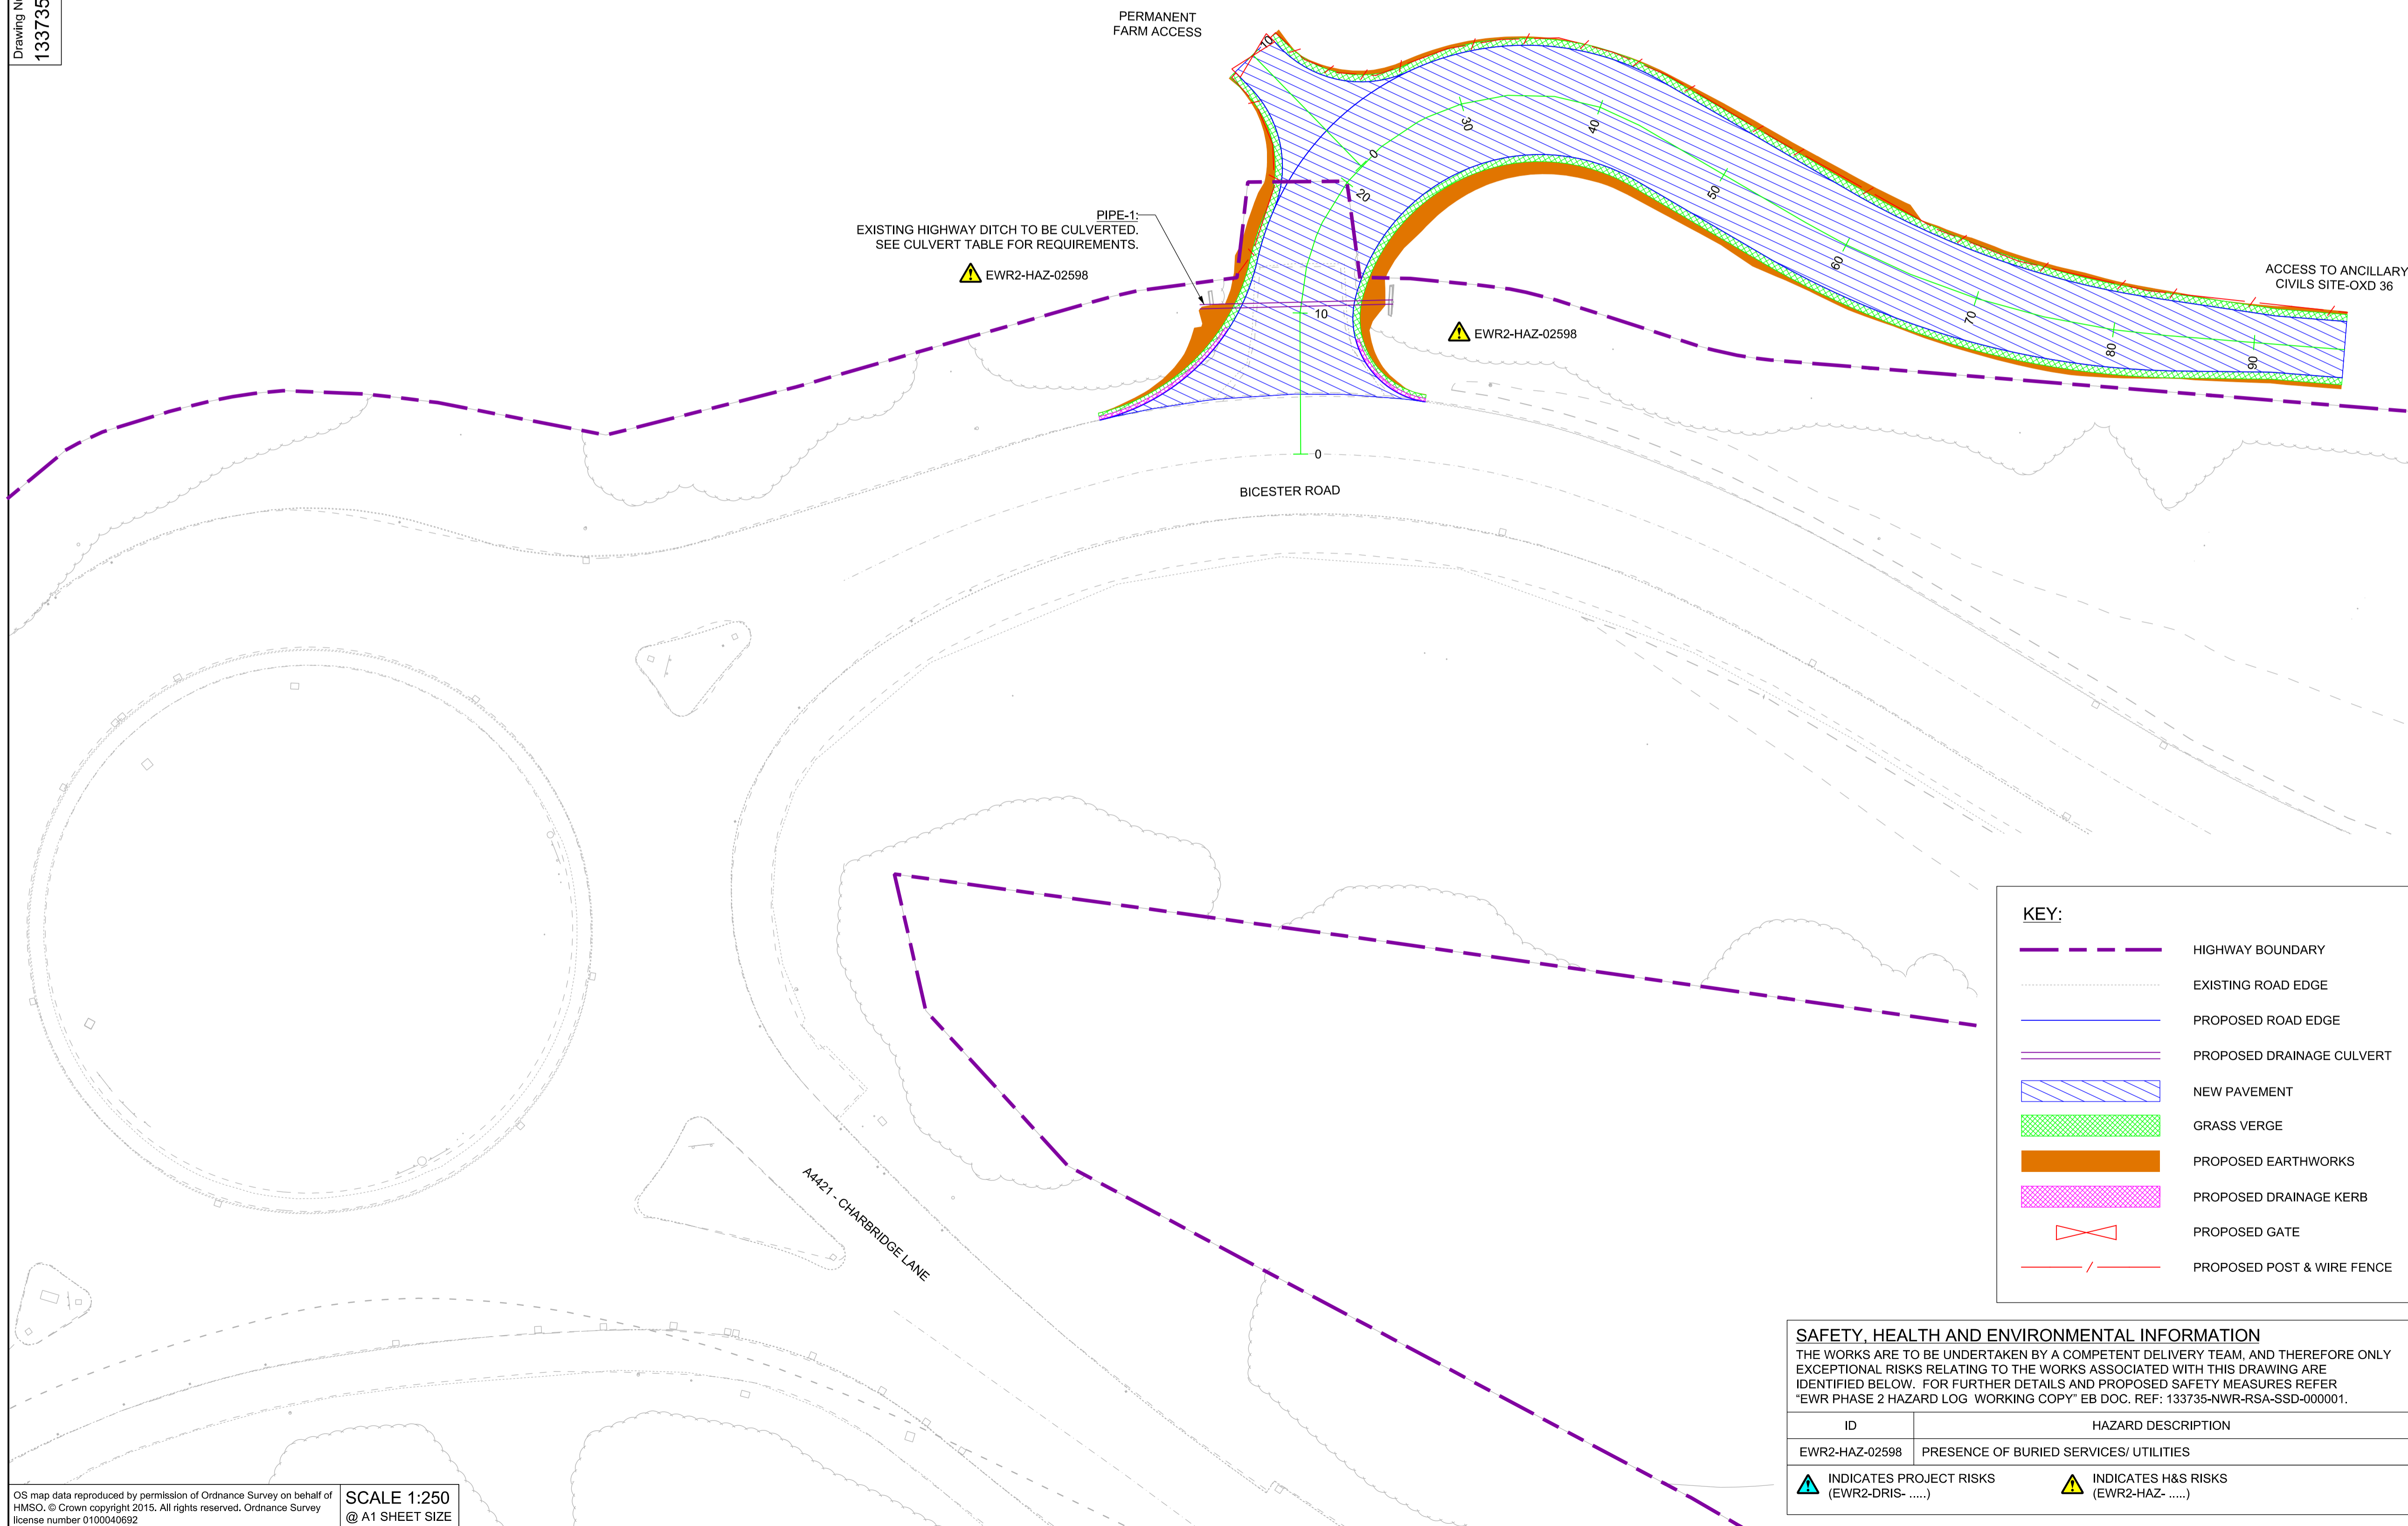 Drawing No
133735
PERMANENT
FARM ACCESS
10
30
40
0
20
50
PIPE-1:
EXISTING HIGHWAY DITCH TO BE CULVERTED.
SEE CULVERT TABLE FOR REQUIREMENTS.
EWR2-HAZ-02598
60
ACCESS TO ANCILLARY
CIVILS SITE-OXD 36
10
70
EWR2-HAZ-02598
80
90
0
BICESTER ROAD
A4421 - CHARBRIDGE LANE
KEY:
HIGHWAY BOUNDARY
EXISTING ROAD EDGE
PROPOSED ROAD EDGE
PROPOSED DRAINAGE CULVERT
NEW PAVEMENT
GRASS VERGE
PROPOSED EARTHWORKS
PROPOSED DRAINAGE KERB
PROPOSED GATE
PROPOSED POST & WIRE FENCE
SAFETY, HEALTH AND ENVIRONMENTAL INFORMATION
THE WORKS ARE TO BE UNDERTAKEN BY A COMPETENT DELIVERY TEAM, AND THEREFORE ONLY
EXCEPTIONAL RISKS RELATING TO THE WORKS ASSOCIATED WITH THIS DRAWING ARE
IDENTIFIED BELOW. FOR FURTHER DETAILS AND PROPOSED SAFETY MEASURES REFER
“EWR PHASE 2 HAZARD LOG WORKING COPY” EB DOC. REF: 133735-NWR-RSA-SSD-000001.
ID HAZARD DESCRIPTION
EWR2-HAZ-02598 PRESENCE OF BURIED SERVICES/ UTILITIES
INDICATES PROJECT RISKS
(EWR2-DRIS- .....)
INDICATES H&S RISKS
(EWR2-HAZ- .....)
OS map data reproduced by permission of Ordnance Survey on behalf of
HMSO. © Crown copyright 2015. All rights reserved. Ordnance Survey
license number 0100040692
SCALE 1:250
@ A1 SHEET SIZE